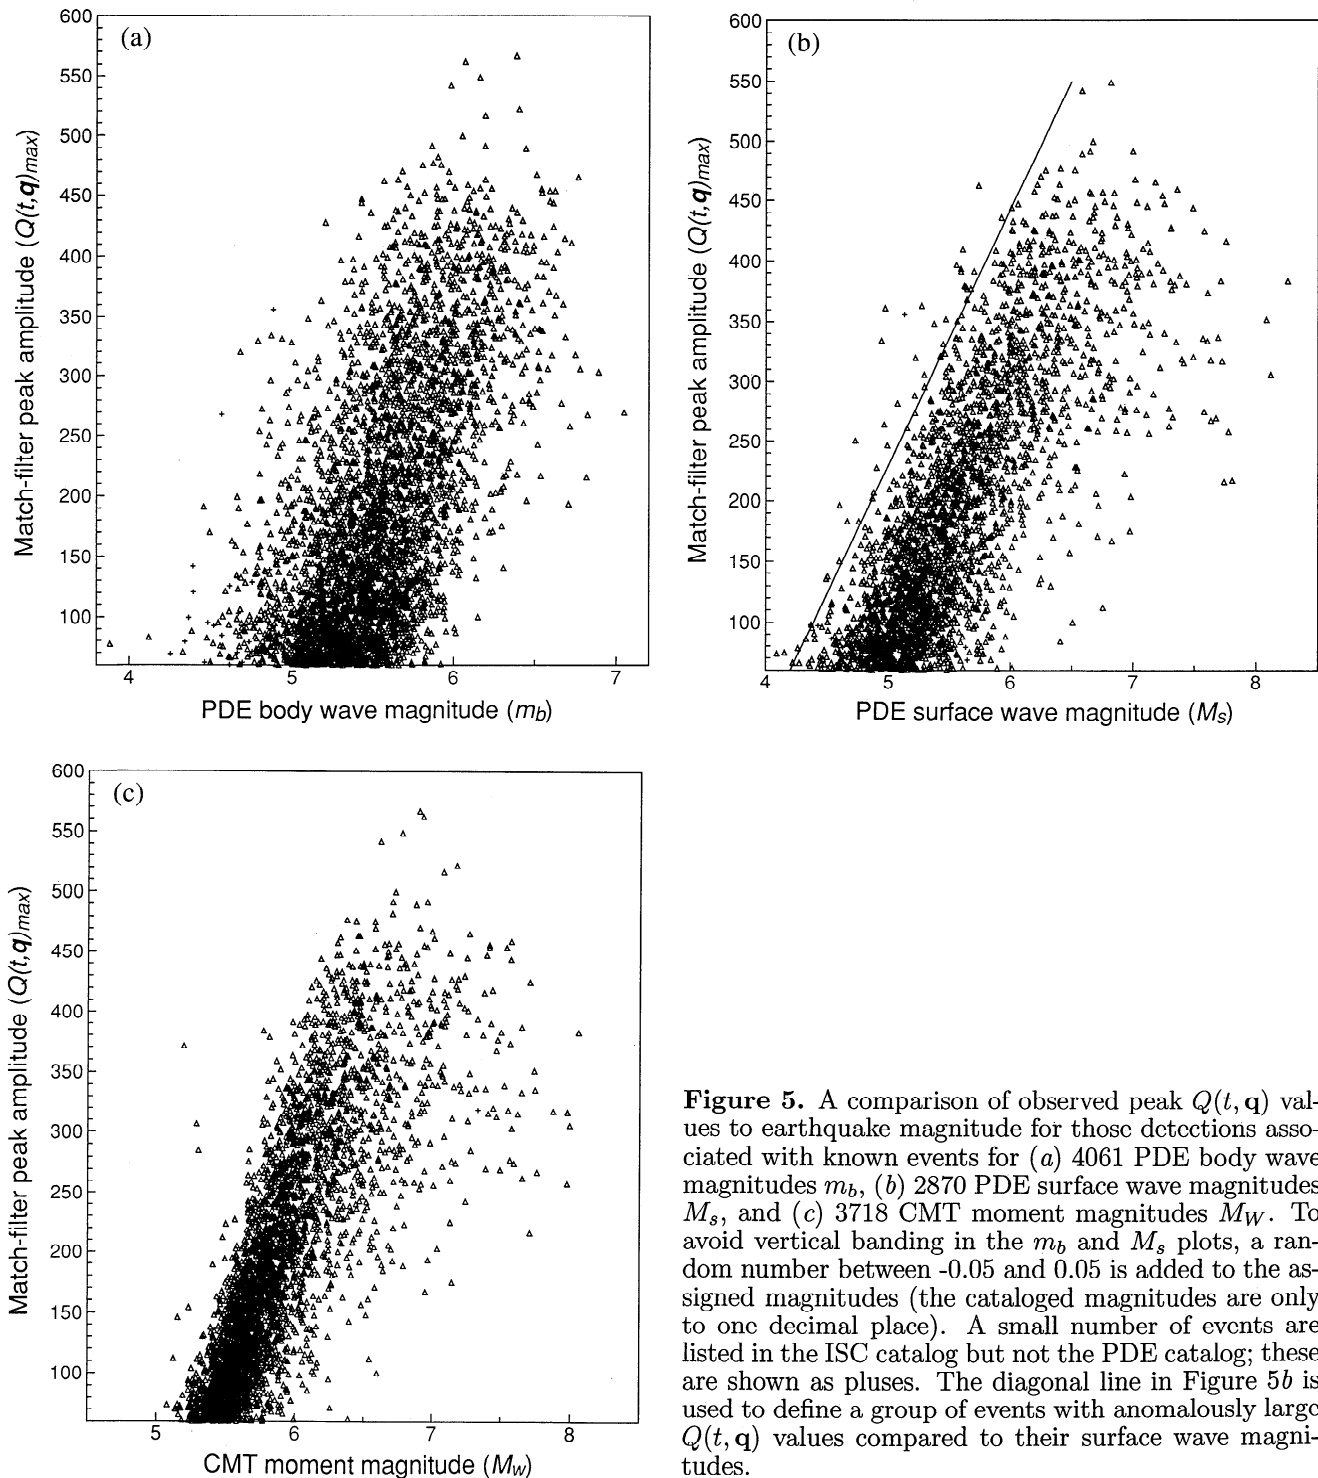 (a)
600
550
500
450
400
350
300
250
200
150
100
Match-filter peak amplitude (Q(t,q)max)
4
5
6
7
PDE body wave magnitude (mb)
(b)
600
550
500
450
400
350
300
250
200
150
100
Match-filter peak amplitude (Q(t,q)max)
4
5
6
7
8
PDE surface wave magnitude (Ms)
(c)
600
550
500
450
400
350
300
250
200
150
100
Match-filter peak amplitude (Q(t,q)max)
5
6
7
8
CMT moment magnitude (Mw)
Figure 5. A comparison of observed peak Q(t, q) val-
ues to earthquake magnitude for those detections asso-
ciated with known events for (a) 4061 PDE body wave
magnitudes mb, (b) 2870 PDE surface wave magnitudes
Ms, and (c) 3718 CMT moment magnitudes MW. To
avoid vertical banding in the mb and Ms plots, a ran-
dom number between -0.05 and 0.05 is added to the as-
signed magnitudes (the cataloged magnitudes are only
to one decimal place). A small number of events are
listed in the ISC catalog but not the PDE catalog; these
are shown as pluses. The diagonal line in Figure 5b is
used to define a group of events with anomalously large
Q(t, q) values compared to their surface wave magni-
tudes.